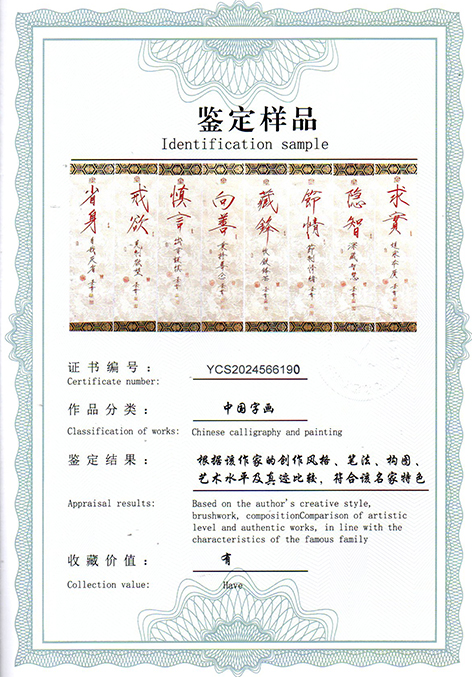 鉴定样品
Identification sample
省身 戒欲 慎言 向善 藏鋒 節情 隐智 求實
证书编号：
YCS2024566190
Certificate number:
作品分类：
中国字画
Classification of works:
Chinese calligraphy and painting
鉴定结果：
根据该作家的创作风格、笔法、构图、
艺术水平及真迹比较，符合该名家特色
Appraisal results:
Based on the author's creative style,
brushwork, compositionComparison of artistic
level and authentic works, in line with the
characteristics of the famous family
收藏价值：
有
Collection value:
Have